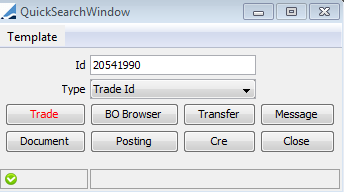 QuickSearchWindow
Template
Id 20541990
Type Trade Id
Trade BO Browser Transfer Message
Document Posting Cre Close